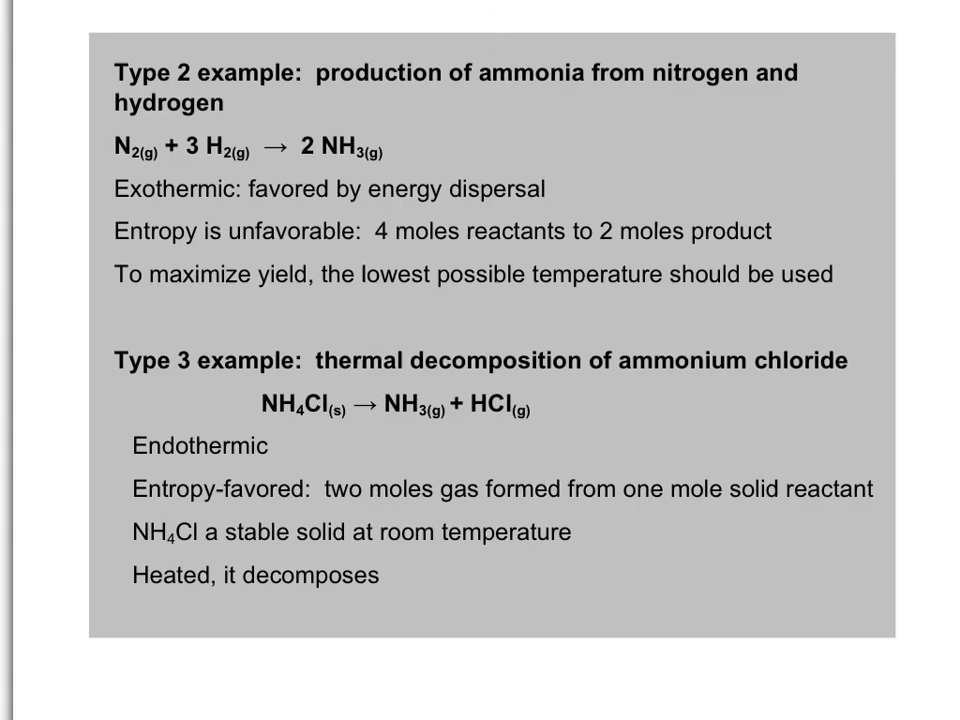 Type 2 example:  production of ammonia from nitrogen and
hydrogen
N₂(g) + 3 H₂(g) → 2 NH₃(g)
Exothermic: favored by energy dispersal
Entropy is unfavorable:  4 moles reactants to 2 moles product
To maximize yield, the lowest possible temperature should be used
Type 3 example:  thermal decomposition of ammonium chloride
NH₄Cl(s) → NH₃(g) + HCl(g)
Endothermic
Entropy-favored:  two moles gas formed from one mole solid reactant
NH₄Cl a stable solid at room temperature
Heated, it decomposes